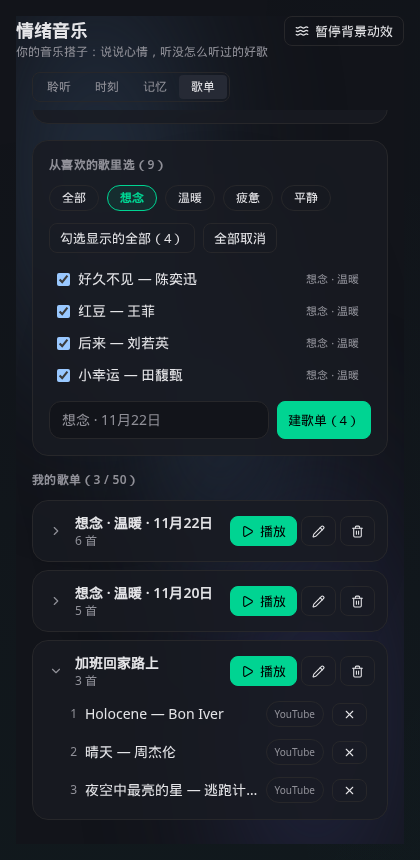 情绪音乐
暂停背景动效
你的音乐搭子：说说心情，听没怎么听过的好歌
聆听 时刻 记忆 歌单
从喜欢的歌里选（9）
全部 想念 温暖 疲惫 平静
勾选显示的全部（4） 全部取消
好久不见 — 陈奕迅 想念 · 温暖
红豆 — 王菲 想念 · 温暖
后来 — 刘若英 想念 · 温暖
小幸运 — 田馥甄 想念 · 温暖
想念 · 11月22日 建歌单（4）
我的歌单（3 / 50）
想念 · 温暖 · 11月22日
6 首
播放
想念 · 温暖 · 11月20日
5 首
播放
加班回家路上
3 首
播放
1 Holocene — Bon Iver YouTube
2 晴天 — 周杰伦 YouTube
3 夜空中最亮的星 — 逃跑计… YouTube